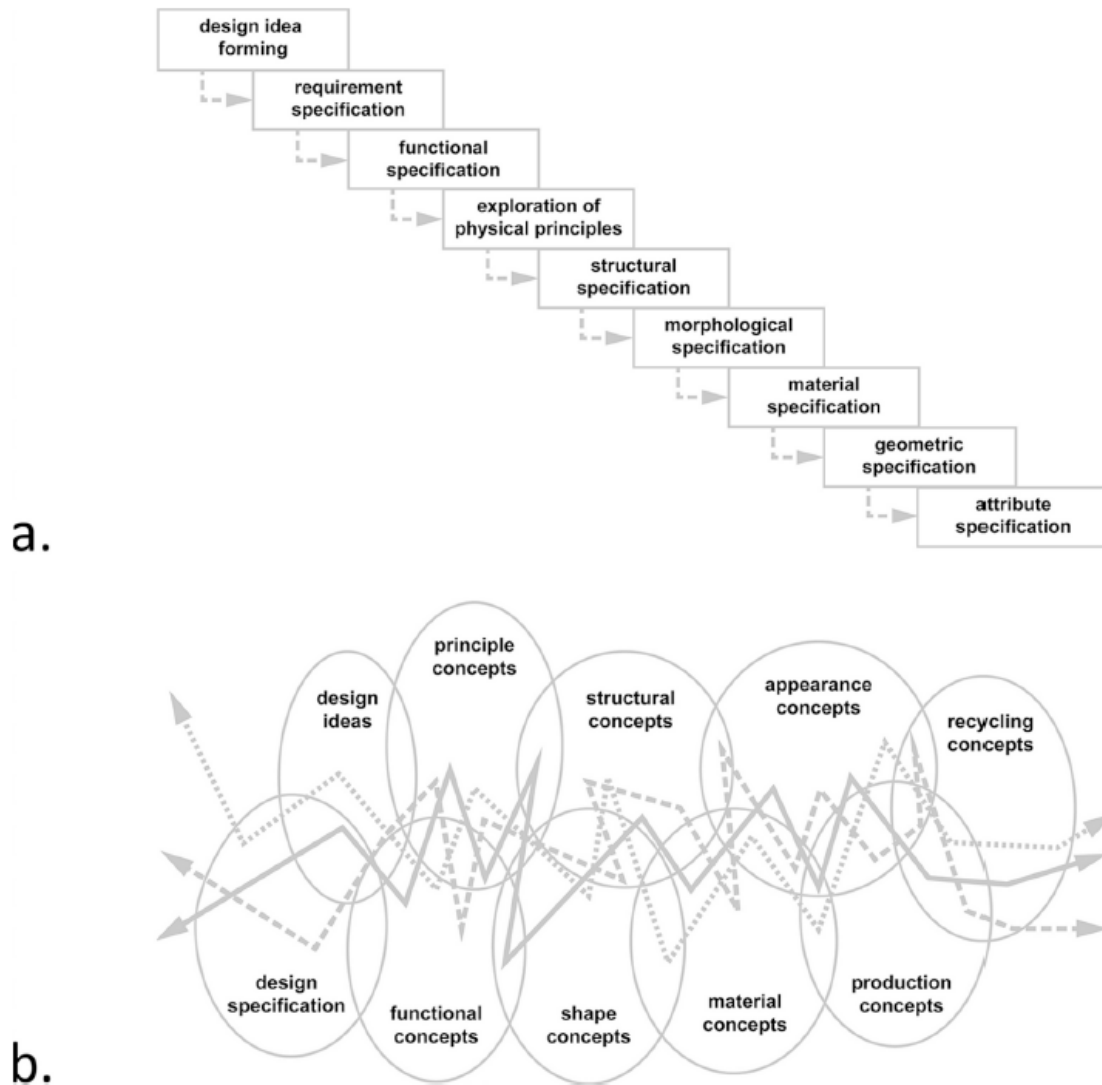 design idea
forming
requirement
specification
functional
specification
exploration of
physical principles
structural
specification
morphological
specification
material
specification
geometric
specification
attribute
specification
a.
principle
concepts
design
ideas
structural
concepts
appearance
concepts
recycling
concepts
design
specification
functional
concepts
shape
concepts
material
concepts
production
concepts
b.